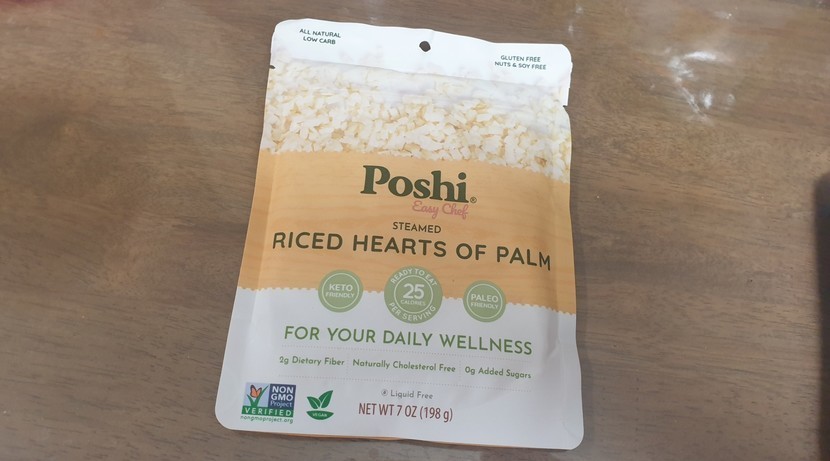 ALL NATURAL
LOW CARB
GLUTEN FREE
NUTS & SOY FREE
Poshi®
Easy Chef
STEAMED
RICED HEARTS OF PALM
KETO
FRIENDLY
READY TO EAT
25
CALORIES
PER SERVING
PALEO
FRIENDLY
FOR YOUR DAILY WELLNESS
2g Dietary Fiber Naturally Cholesterol Free 0g Added Sugars
Liquid Free
NON
GMO
Project
VERIFIED
nongmoproject.org
VEGAN
NET WT 7 OZ (198 g)